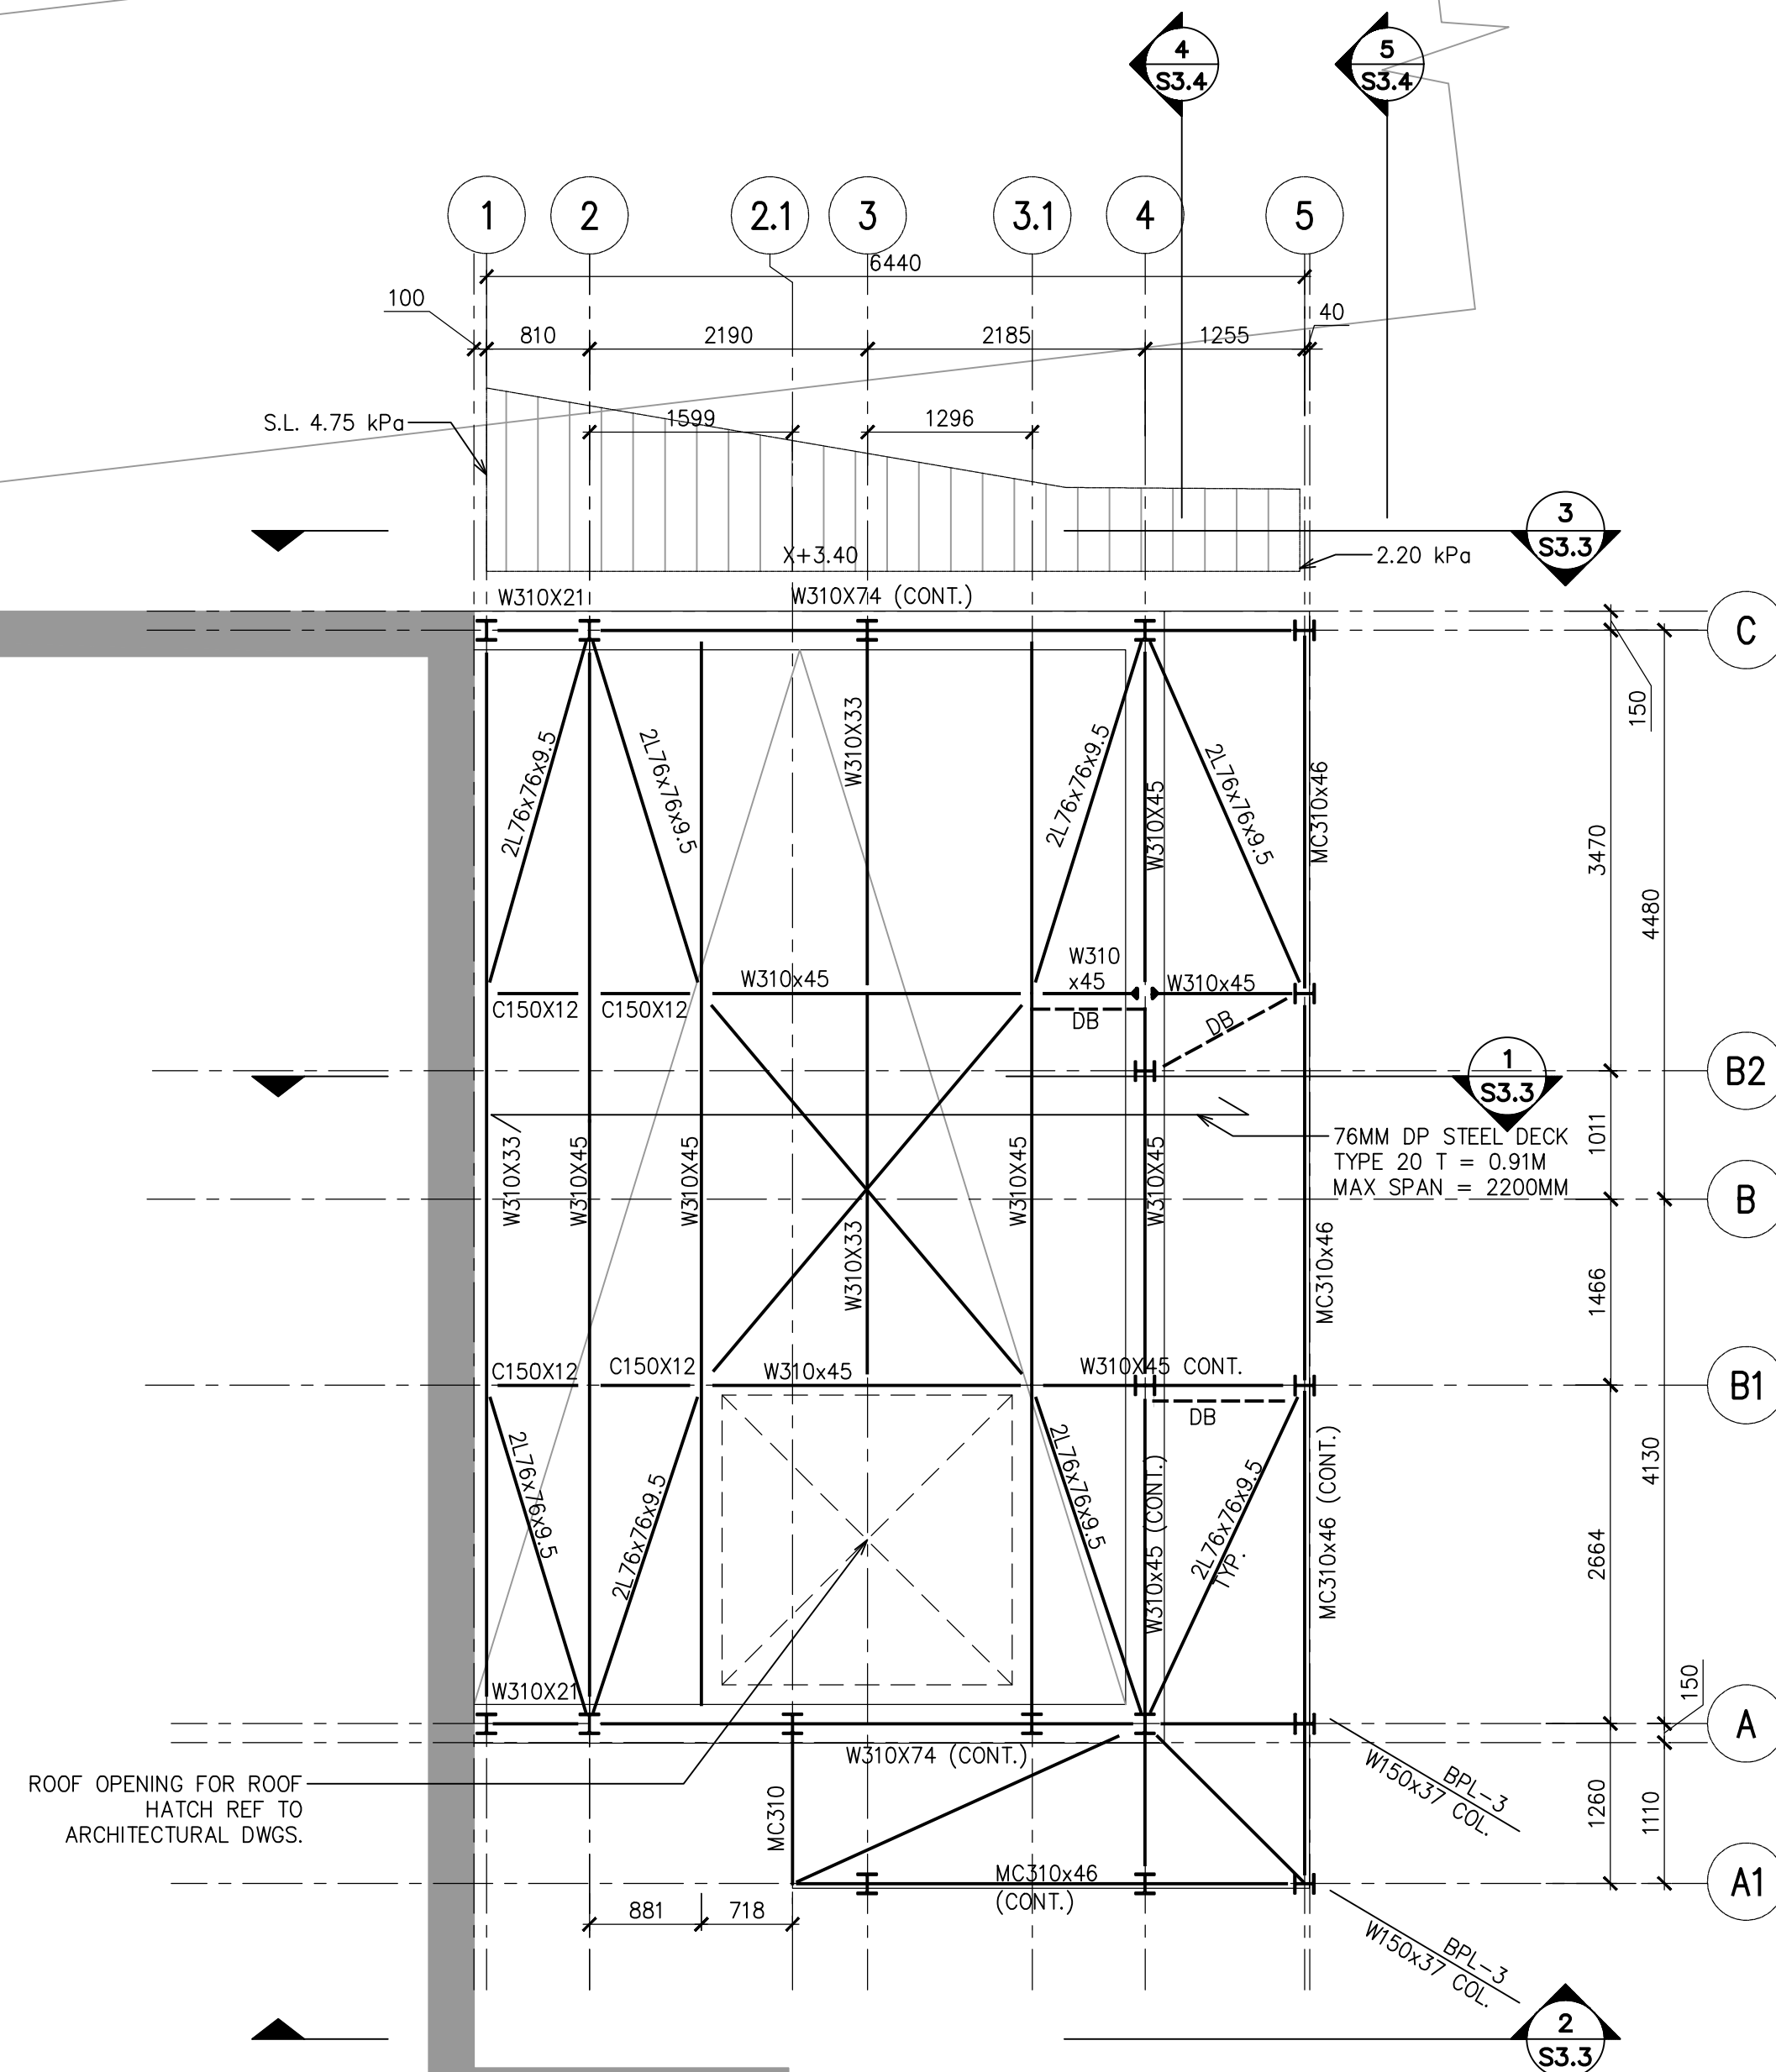 4
S3.4
5
S3.4
1
2
2.1
3
3.1
4
5
6440
100
40
810
2190
2185
1255
1599
1296
S.L. 4.75 kPa
X+3.40
2.20 kPa
3
S3.3
W310X21
W310X74 (CONT.)
C
150
2L76x76x9.5
2L76x76x9.5
W310X33
2L76x76x9.5
W310X45
2L76x76x9.5
MC310x46
3470
4480
W310x45
W310
x45
W310x45
C150X12
C150X12
DB
DB
B2
1
S3.3
76MM DP STEEL DECK
TYPE 20 T = 0.91M
MAX SPAN = 2200MM
1011
W310X33
W310X45
W310X45
W310X45
W310X45
B
W310X33
MC310x46
1466
C150X12
C150X12
W310x45
W310X45 CONT.
DB
B1
2L76x76x9.5
2L76x76x9.5
2L76x76x9.5
W310x45 (CONT.)
2L76x76x9.5
TYP.
MC310x46 (CONT.)
2664
4130
W310X21
150
A
W310X74 (CONT.)
ROOF OPENING FOR ROOF
HATCH REF TO
ARCHITECTURAL DWGS.
MC310
BPL-3
W150x37 COL.
1260
1110
MC310x46
(CONT.)
A1
881
718
BPL-3
W150x37 COL.
2
S3.3